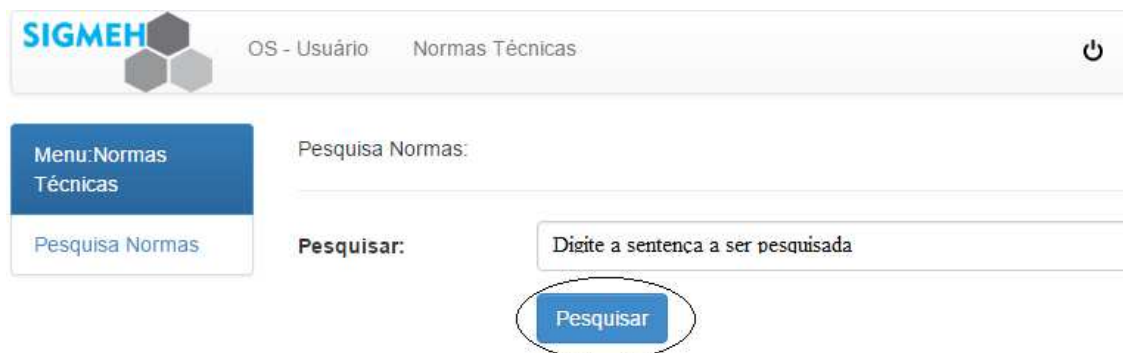 SIGMEH
OS - Usuário Normas Técnicas
Menu:Normas
Técnicas
Pesquisa Normas
Pesquisa Normas:
Pesquisar: Digite a sentença a ser pesquisada
Pesquisar